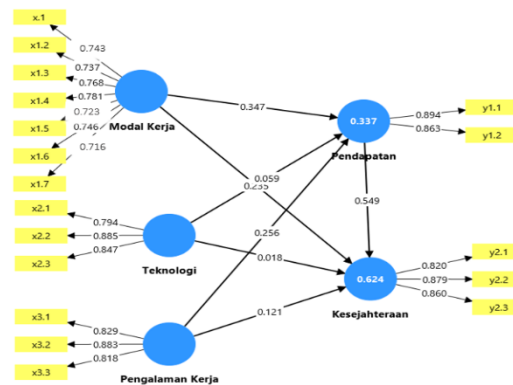 x.1
x1.2
x1.3
x1.4
x1.5
x1.6
x1.7
0.743
0.737
0.768
0.781
0.723
0.746
0.716
Modal Kerja
0.347
0.337
Pendapatan
0.894
0.863
y1.1
y1.2
0.059
0.235
0.256
0.549
x2.1
x2.2
x2.3
0.794
0.885
0.847
Teknologi
0.018
0.624
Kesejahteraan
0.820
0.879
0.860
y2.1
y2.2
y2.3
0.121
x3.1
x3.2
x3.3
0.829
0.883
0.818
Pengalaman Kerja